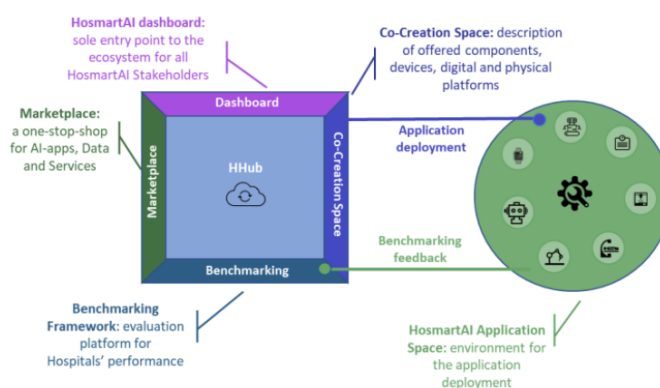 HosmartAI dashboard:
sole entry point to the
ecosystem for all
HosmartAI Stakeholders
Co-Creation Space: description
of offered components,
devices, digital and physical
platforms
Marketplace:
a one-stop-shop
for AI-apps, Data
and Services
Dashboard
Marketplace
HHub
Co-Creation Space
Benchmarking
Application
deployment
Benchmarking
feedback
Benchmarking
Framework: evaluation
platform for
Hospitals' performance
HosmartAI Application
Space: environment for
the application
deployment